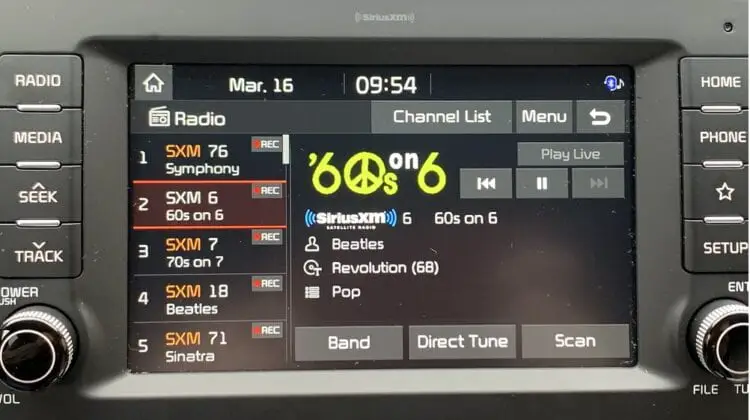 ((SiriusXM))
RADIO
MEDIA
SEEK
TRACK
POWER
PUSH
VOL
Mar. 16
09:54
Radio
Channel List
Menu
1 SXM 76 REC
Symphony
2 SXM 6 REC
60s on 6
3 SXM 7 REC
70s on 7
4 SXM 18 REC
Beatles
5 SXM 71 REC
Sinatra
'60s on 6
Play Live
((SiriusXM)) 6 60s on 6
SATELLITE RADIO
Beatles
Revolution (68)
Pop
Band
Direct Tune
Scan
HOME
PHONE
SETUP
ENT
FILE TU